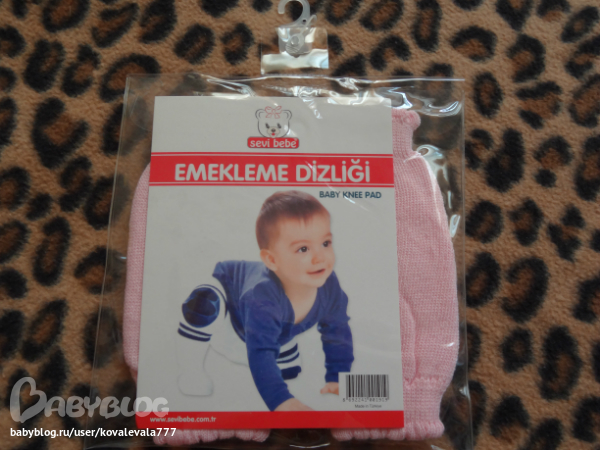 sevi bebe
EMEKLEME DİZLİĞİ
BABY KNEE PAD
www.sevibebe.com.tr
BABYBLOG
babyblog.ru/user/kovalevala777